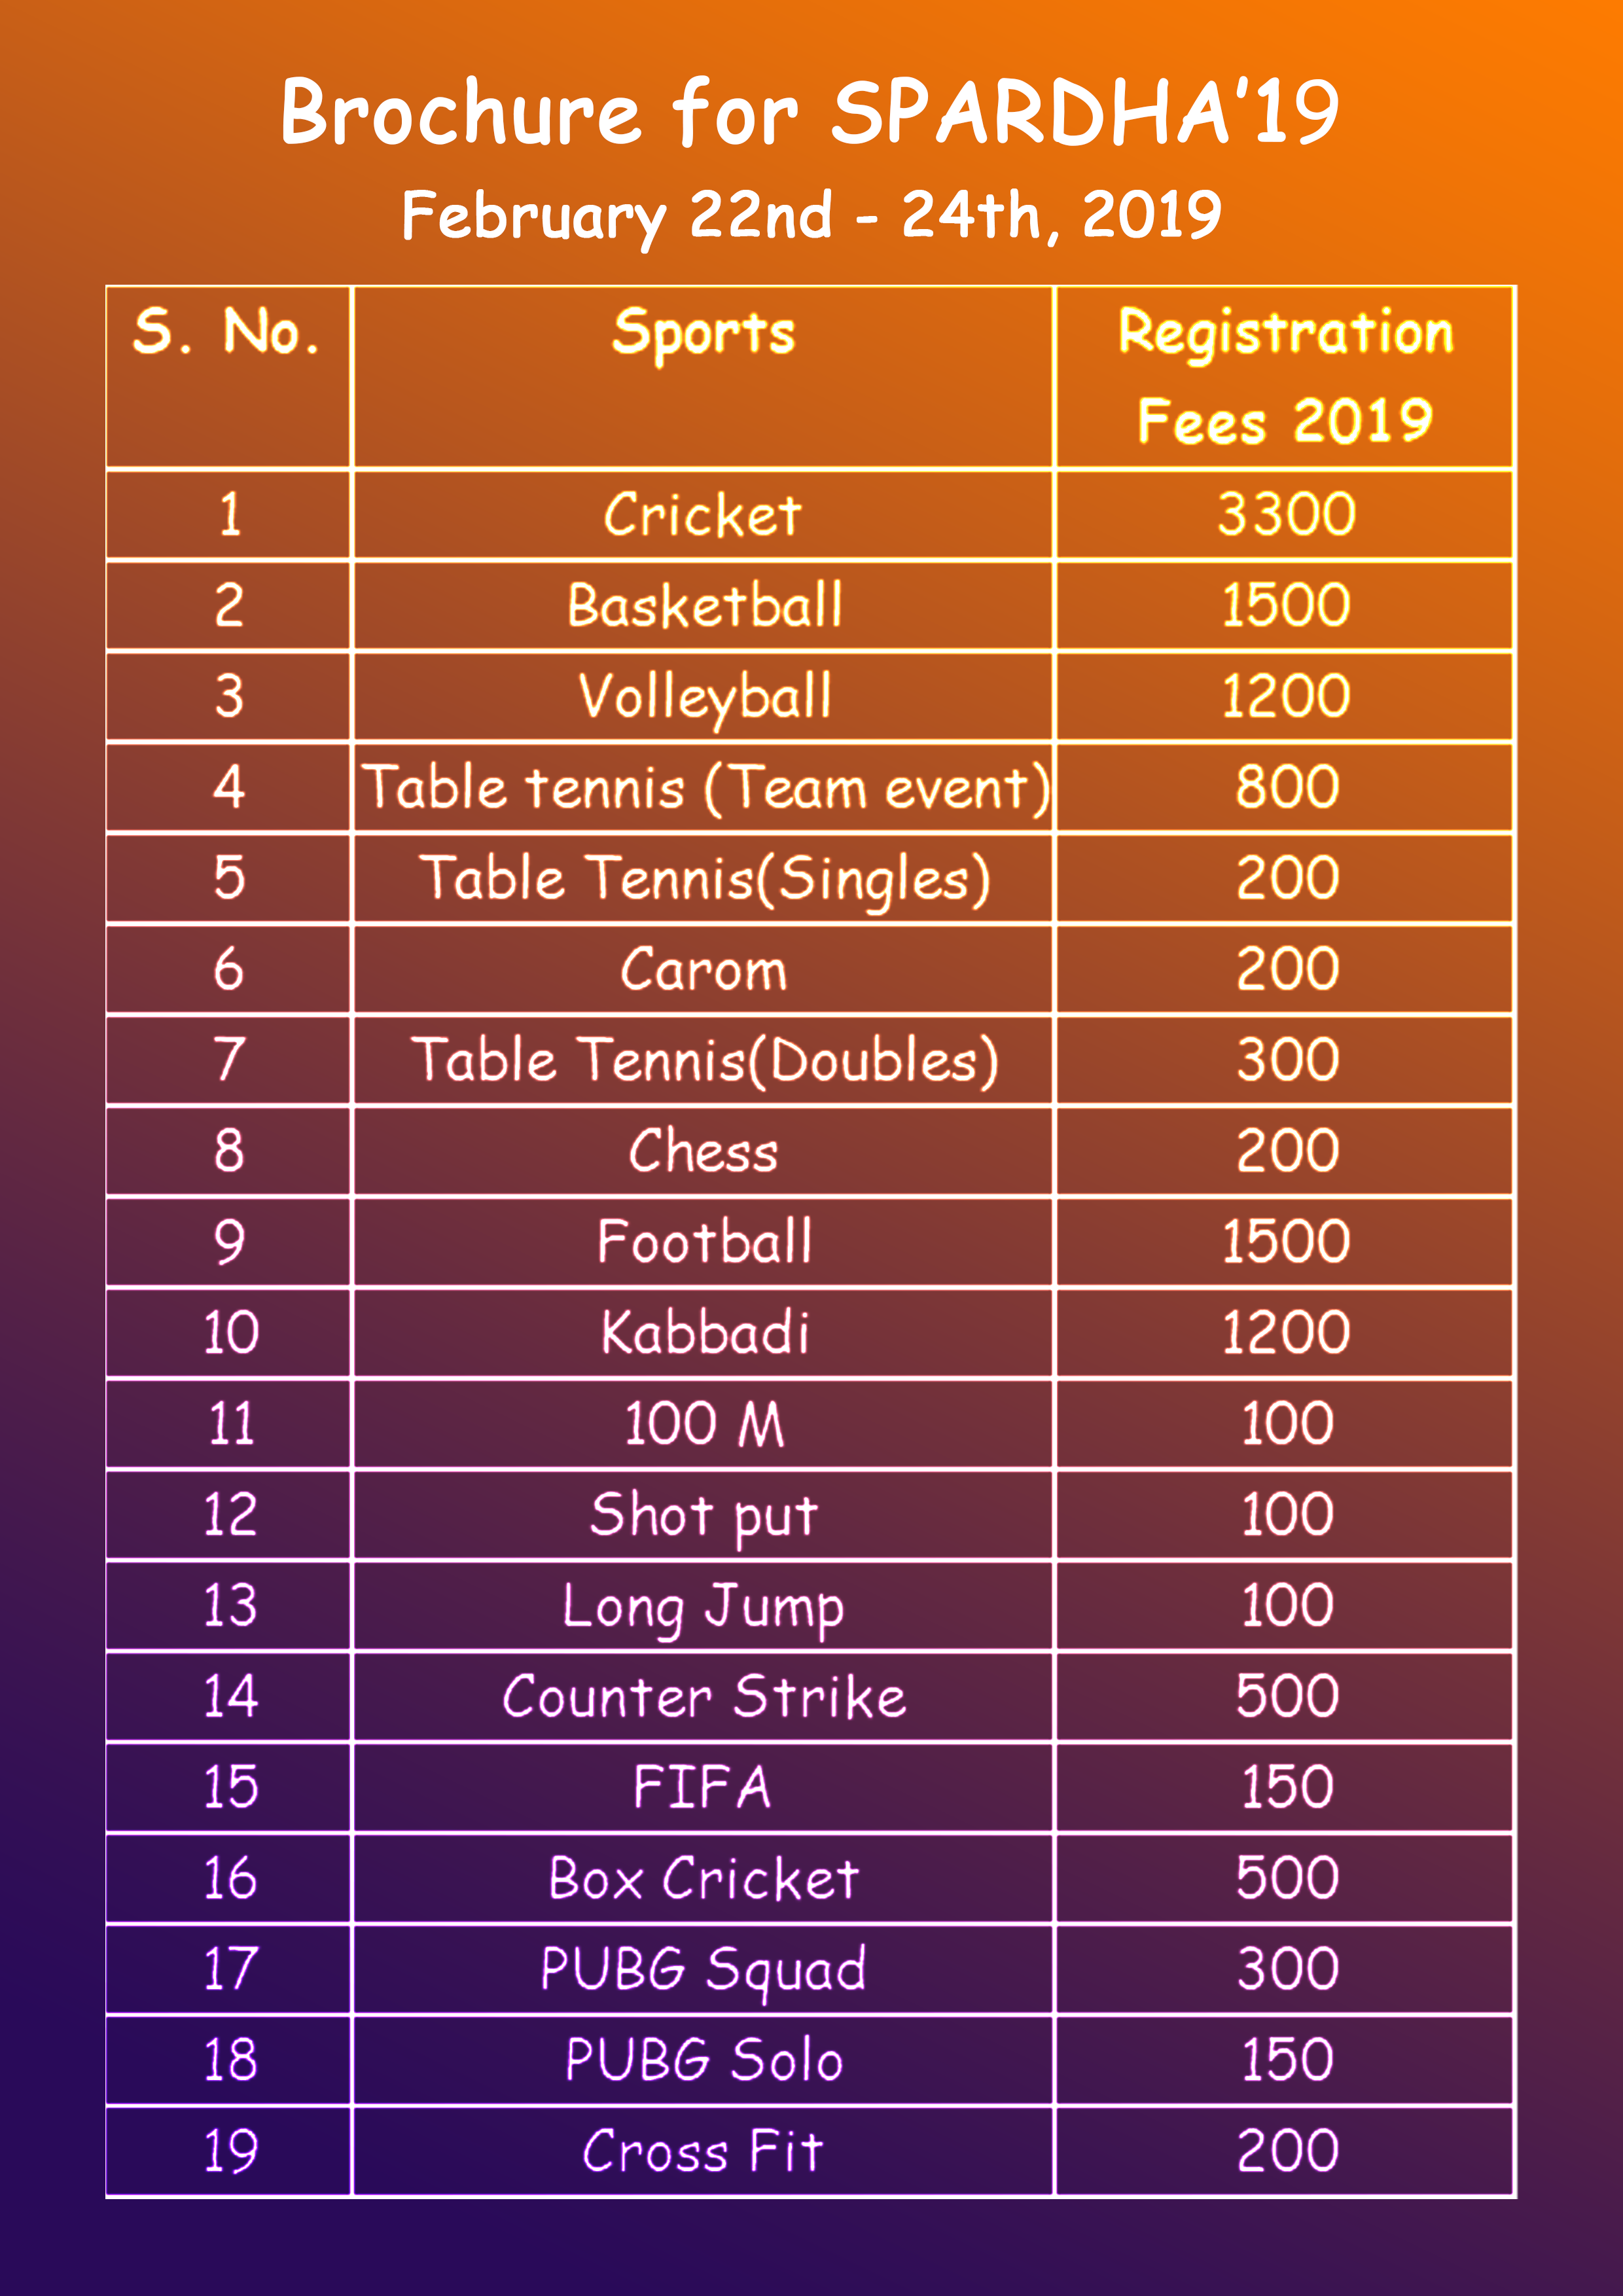 Brochure for SPARDHA'19
February 22nd - 24th, 2019
S. No. Sports Registration
Fees 2019
1 Cricket 3300
2 Basketball 1500
3 Volleyball 1200
4 Table tennis (Team event) 800
5 Table Tennis(Singles) 200
6 Carom 200
7 Table Tennis(Doubles) 300
8 Chess 200
9 Football 1500
10 Kabbadi 1200
11 100 M 100
12 Shot put 100
13 Long Jump 100
14 Counter Strike 500
15 FIFA 150
16 Box Cricket 500
17 PUBG Squad 300
18 PUBG Solo 150
19 Cross Fit 200